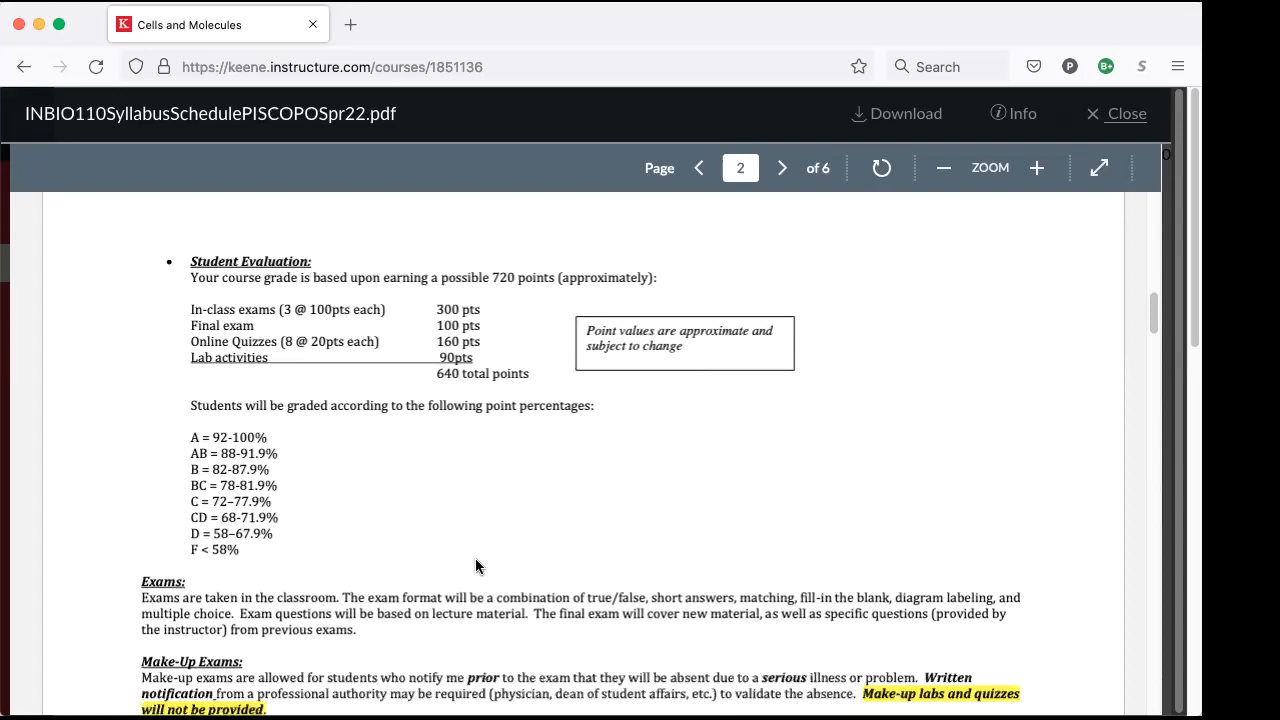 K Cells and Molecules
https://keene.instructure.com/courses/1851136
Search
P
B+
S
INBIO110SyllabusSchedulePISCOPOSpr22.pdf
Download
Info
Close
Page
2
of 6
ZOOM
0
• Student Evaluation:
Your course grade is based upon earning a possible 720 points (approximately):
In-class exams (3 @ 100pts each) 300 pts
Final exam 100 pts
Online Quizzes (8 @ 20pts each) 160 pts
Lab activities 90pts
640 total points
Point values are approximate and
subject to change
Students will be graded according to the following point percentages:
A = 92-100%
AB = 88-91.9%
B = 82-87.9%
BC = 78-81.9%
C = 72–77.9%
CD = 68-71.9%
D = 58–67.9%
F < 58%
Exams:
Exams are taken in the classroom. The exam format will be a combination of true/false, short answers, matching, fill-in the blank, diagram labeling, and
multiple choice. Exam questions will be based on lecture material. The final exam will cover new material, as well as specific questions (provided by
the instructor) from previous exams.
Make-Up Exams:
Make-up exams are allowed for students who notify me prior to the exam that they will be absent due to a serious illness or problem. Written
notification from a professional authority may be required (physician, dean of student affairs, etc.) to validate the absence. Make-up labs and quizzes
will not be provided.